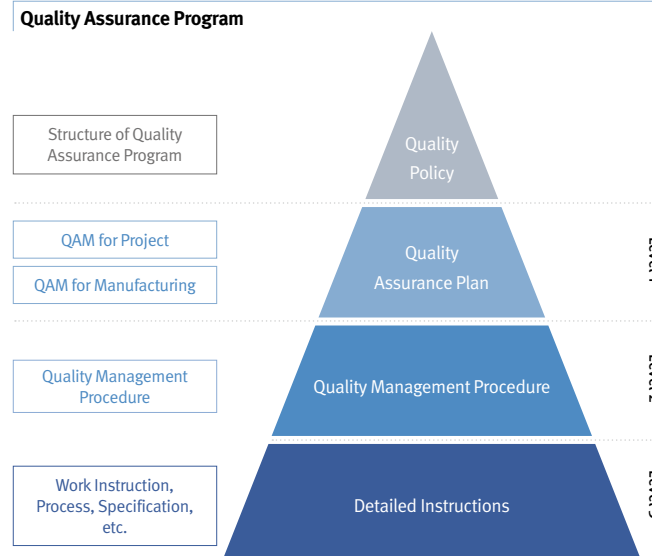 Quality Assurance Program
Structure of Quality
Assurance Program
Quality
Policy
QAM for Project
QAM for Manufacturing
Quality
Assurance Plan
Quality Management
Procedure
Quality Management Procedure
Work Instruction,
Process, Specification,
etc.
Detailed Instructions